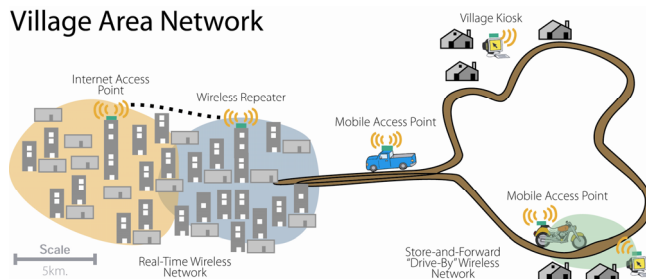 Village Area Network
Village Kiosk
Internet Access
Point
Wireless Repeater
Mobile Access Point
Mobile Access Point
Scale
5km.
Real-Time Wireless
Network
Store-and-Forward
"Drive-By" Wireless
Network